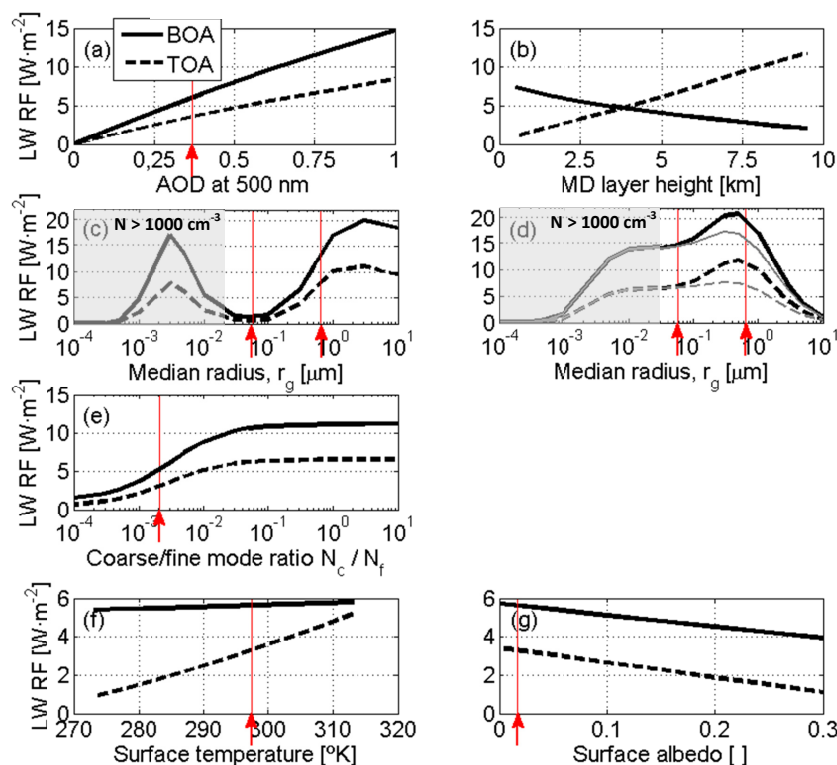 LW RF [W·m⁻²]
15
10
5
0
(a)
BOA
TOA
0 0,25 0.5 0.75 1
AOD at 500 nm
15
10
5
0
(b)
0 2.5 5 7.5 10
MD layer height [km]
LW RF [W·m⁻²]
20
15
10
5
0
(c)
N > 1000 cm⁻³
10⁻⁴ 10⁻³ 10⁻² 10⁻¹ 10⁰ 10¹
Median radius, r_g [µm]
20
15
10
5
0
(d)
N > 1000 cm⁻³
10⁻⁴ 10⁻³ 10⁻² 10⁻¹ 10⁰ 10¹
Median radius, r_g [µm]
LW RF [W·m⁻²]
15
10
5
0
(e)
10⁻⁴ 10⁻³ 10⁻² 10⁻¹ 10⁰ 10¹
Coarse/fine mode ratio N_c / N_f
LW RF [W·m⁻²]
6
4
2
0
(f)
270 280 290 300 310 320
Surface temperature [ºK]
6
4
2
0
(g)
0 0.1 0.2 0.3
Surface albedo [ ]